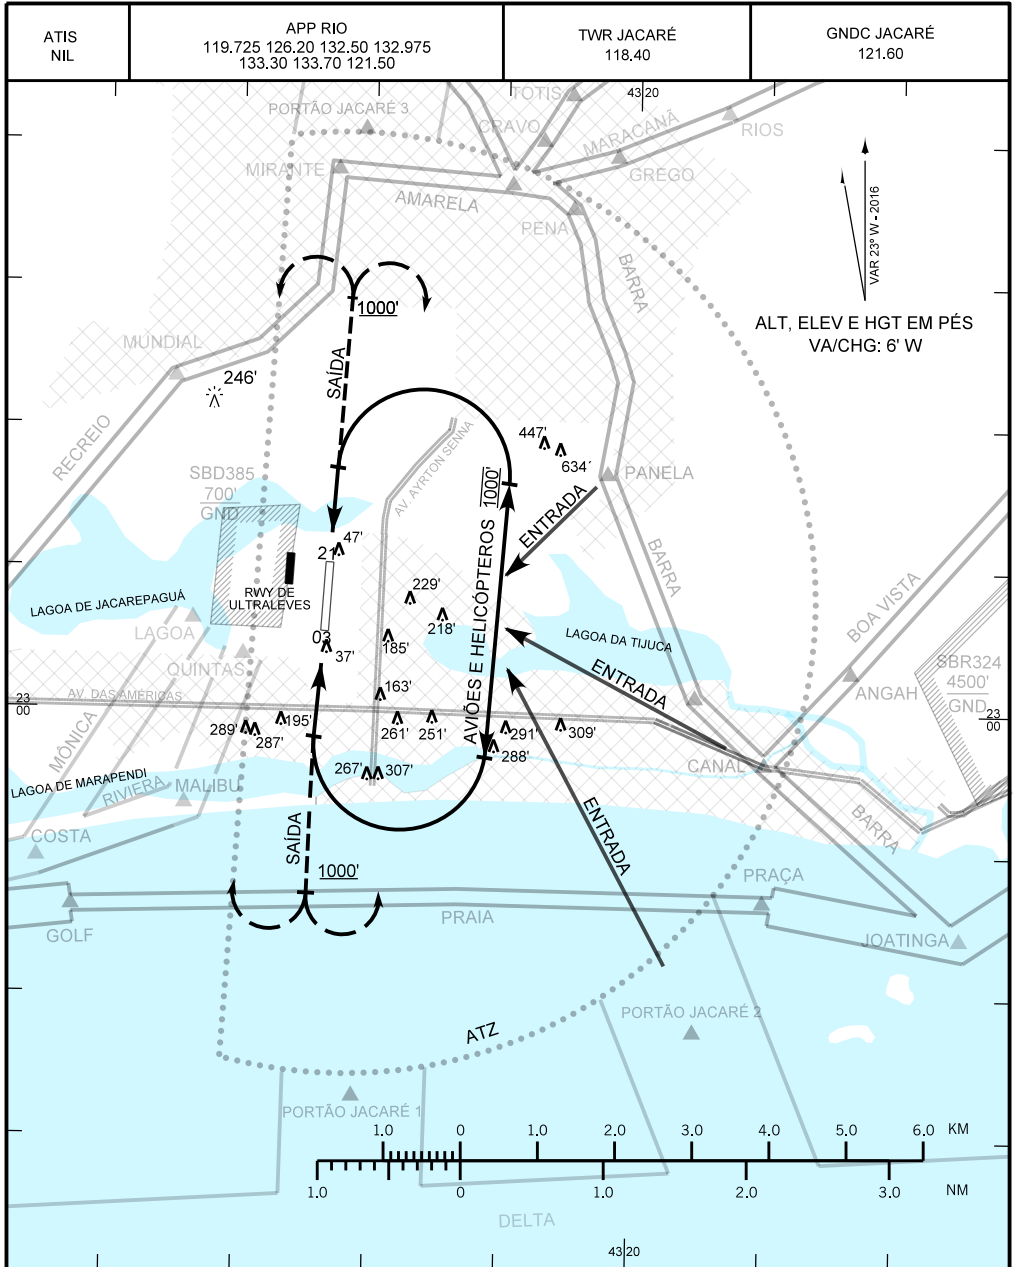 ATIS
NIL
APP RIO
119.725 126.20 132.50 132.975
133.30 133.70 121.50
TWR JACARÉ
118.40
GNDC JACARÉ
121.60
43 20
TOTIS
PORTÃO JACARÉ 3
CRAVO
MARACANÃ
RIOS
MIRANTE
GREGO
AMARELA
PENA
VAR 23° W - 2016
BARRA
1000'
ALT, ELEV E HGT EM PÉS
VA/CHG: 6' W
MUNDIAL
SAÍDA
246'
RECREIO
AV. AYRTON SENNA
447'
634'
SBD385
700'
GND
1000'
PANELA
ENTRADA
21
47'
BARRA
RWY DE
ULTRALEVES
229'
218'
LAGOA DE JACAREPAGUÁ
LAGOA
03
37'
185'
AVIÕES E HELICÓPTEROS
LAGOA DA TIJUCA
BOA VISTA
QUINTAS
ENTRADA
SBR324
4500'
GND
ANGAH
AV. DAS AMÉRICAS
163'
23
00
23
00
MÔNICA
289'
287'
195'
261'
251'
291'
309'
288'
CANAL
LAGOA DE MARAPENDI
267'
307'
RIVIERA
MALIBU
ENTRADA
BARRA
COSTA
SAÍDA
1000'
PRAÇA
GOLF
PRAIA
JOATINGA
ATZ
PORTÃO JACARÉ 2
PORTÃO JACARÉ 1
1.0 0 1.0 2.0 3.0 4.0 5.0 6.0 KM
1.0 0 1.0 2.0 3.0 NM
DELTA
43 20